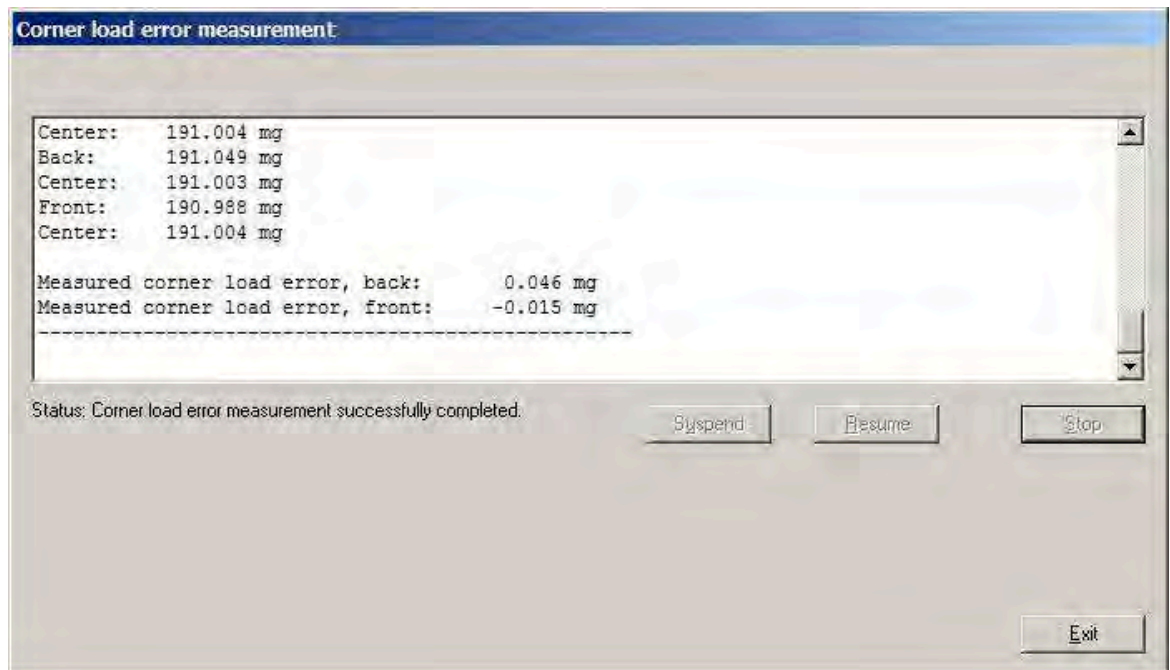 Corner load error measurement
Center: 191.004 mg
Back: 191.049 mg
Center: 191.003 mg
Front: 190.988 mg
Center: 191.004 mg
Measured corner load error, back: 0.046 mg
Measured corner load error, front: -0.015 mg
--------------------------------------------------
Status: Corner load error measurement successfully completed.
Suspend Resume Stop
Exit